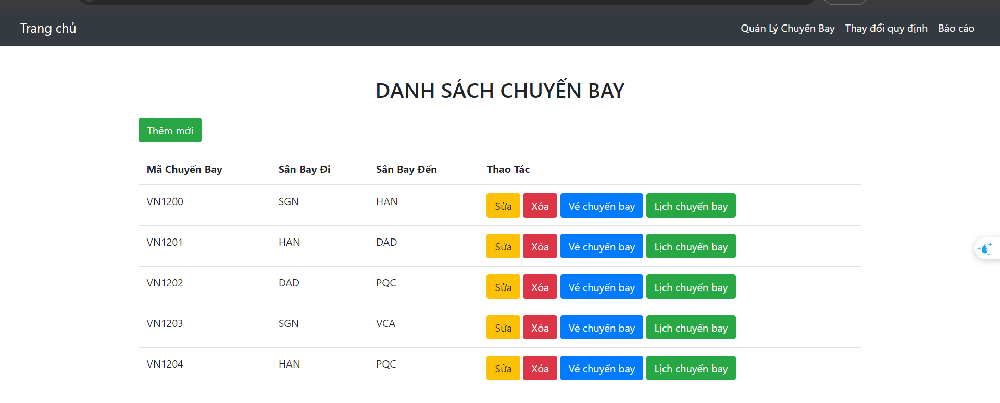 Trang chủ Quản Lý Chuyến Bay Thay đổi quy định Báo cáo
DANH SÁCH CHUYẾN BAY
Thêm mới
Mã Chuyến Bay Sân Bay Đi Sân Bay Đến Thao Tác
VN1200 SGN HAN Sửa Xóa Vé chuyến bay Lịch chuyến bay
VN1201 HAN DAD Sửa Xóa Vé chuyến bay Lịch chuyến bay
VN1202 DAD PQC Sửa Xóa Vé chuyến bay Lịch chuyến bay
VN1203 SGN VCA Sửa Xóa Vé chuyến bay Lịch chuyến bay
VN1204 HAN PQC Sửa Xóa Vé chuyến bay Lịch chuyến bay